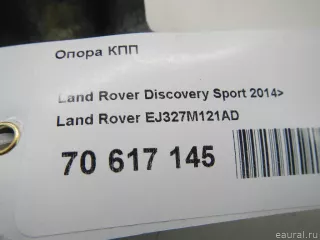 Опора КПП
Land Rover Discovery Sport 2014>
Land Rover EJ327M121AD
70 617 145
eaural.ru